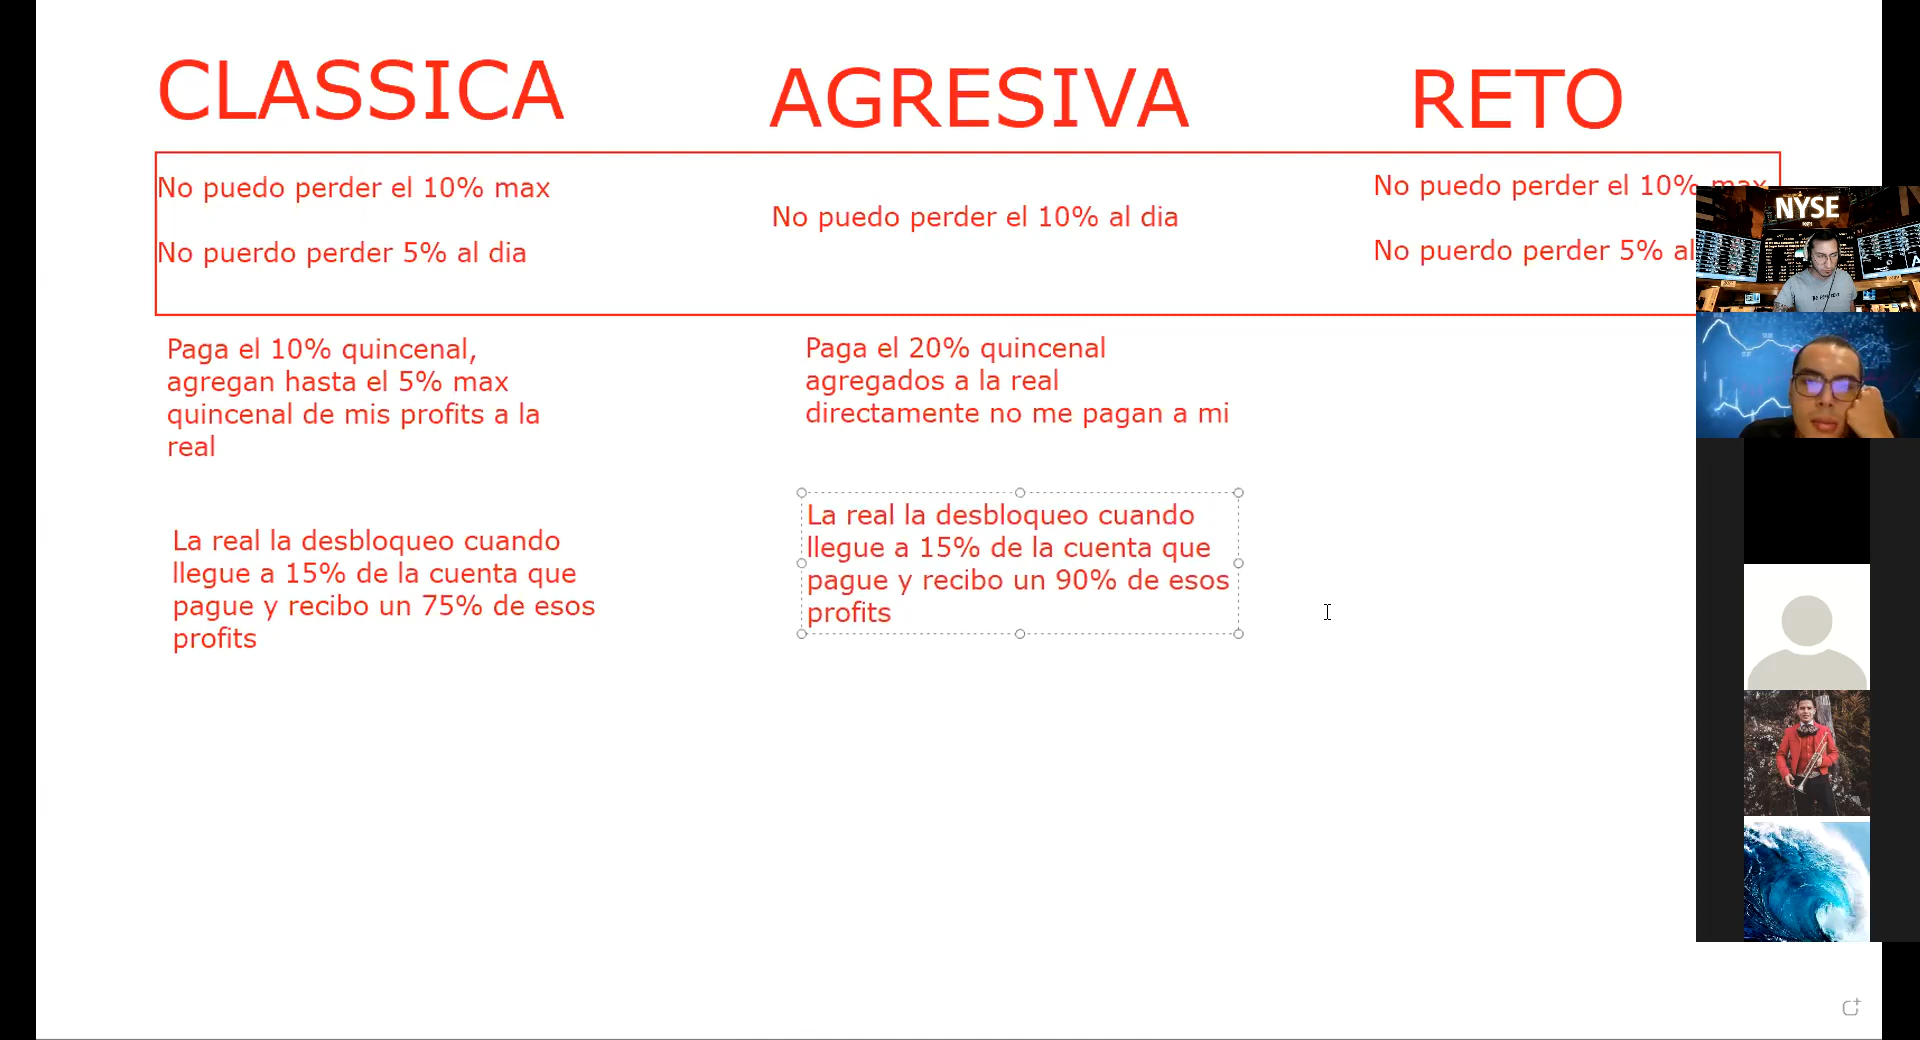 CLASSICA
AGRESIVA
RETO
No puedo perder el 10% max
No puerdo perder 5% al dia
No puedo perder el 10% al dia
No puedo perder el 10% max
No puerdo perder 5% al
NYSE
Paga el 10% quincenal,
agregan hasta el 5% max
quincenal de mis profits a la
real
Paga el 20% quincenal
agregados a la real
directamente no me pagan a mi
La real la desbloqueo cuando
llegue a 15% de la cuenta que
pague y recibo un 75% de esos
profits
La real la desbloqueo cuando
llegue a 15% de la cuenta que
pague y recibo un 90% de esos
profits